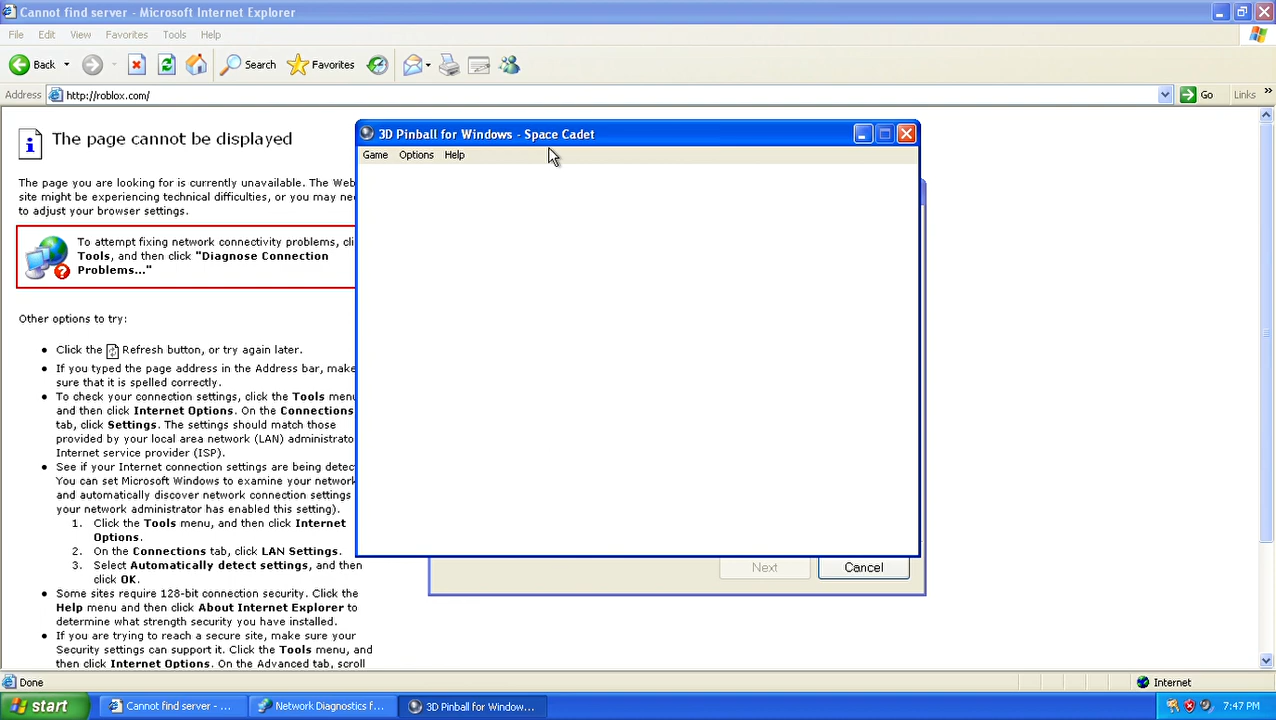 Cannot find server - Microsoft Internet Explorer
File Edit View Favorites Tools Help
Back Search Favorites
Address http://roblox.com/ Go Links »
The page cannot be displayed
The page you are looking for is currently unavailable. The Web
site might be experiencing technical difficulties, or you may nee
to adjust your browser settings.
To attempt fixing network connectivity problems, cli
Tools, and then click "Diagnose Connection
Problems..."
Other options to try:
• Click the Refresh button, or try again later.
• If you typed the page address in the Address bar, make
sure that it is spelled correctly.
• To check your connection settings, click the Tools menu
and then click Internet Options. On the Connections
tab, click Settings. The settings should match those
provided by your local area network (LAN) administrato
Internet service provider (ISP).
• See if your Internet connection settings are being detec
You can set Microsoft Windows to examine your network
and automatically discover network connection settings
your network administrator has enabled this setting).
1. Click the Tools menu, and then click Internet
Options.
2. On the Connections tab, click LAN Settings.
3. Select Automatically detect settings, and then
click OK.
• Some sites require 128-bit connection security. Click the
Help menu and then click About Internet Explorer to
determine what strength security you have installed.
• If you are trying to reach a secure site, make sure your
Security settings can support it. Click the Tools menu, and
then click Internet Options. On the Advanced tab, scroll
3D Pinball for Windows - Space Cadet
Game Options Help
Next Cancel
Done Internet
start Cannot find server - ... Network Diagnostics f... 3D Pinball for Window... 7:47 PM